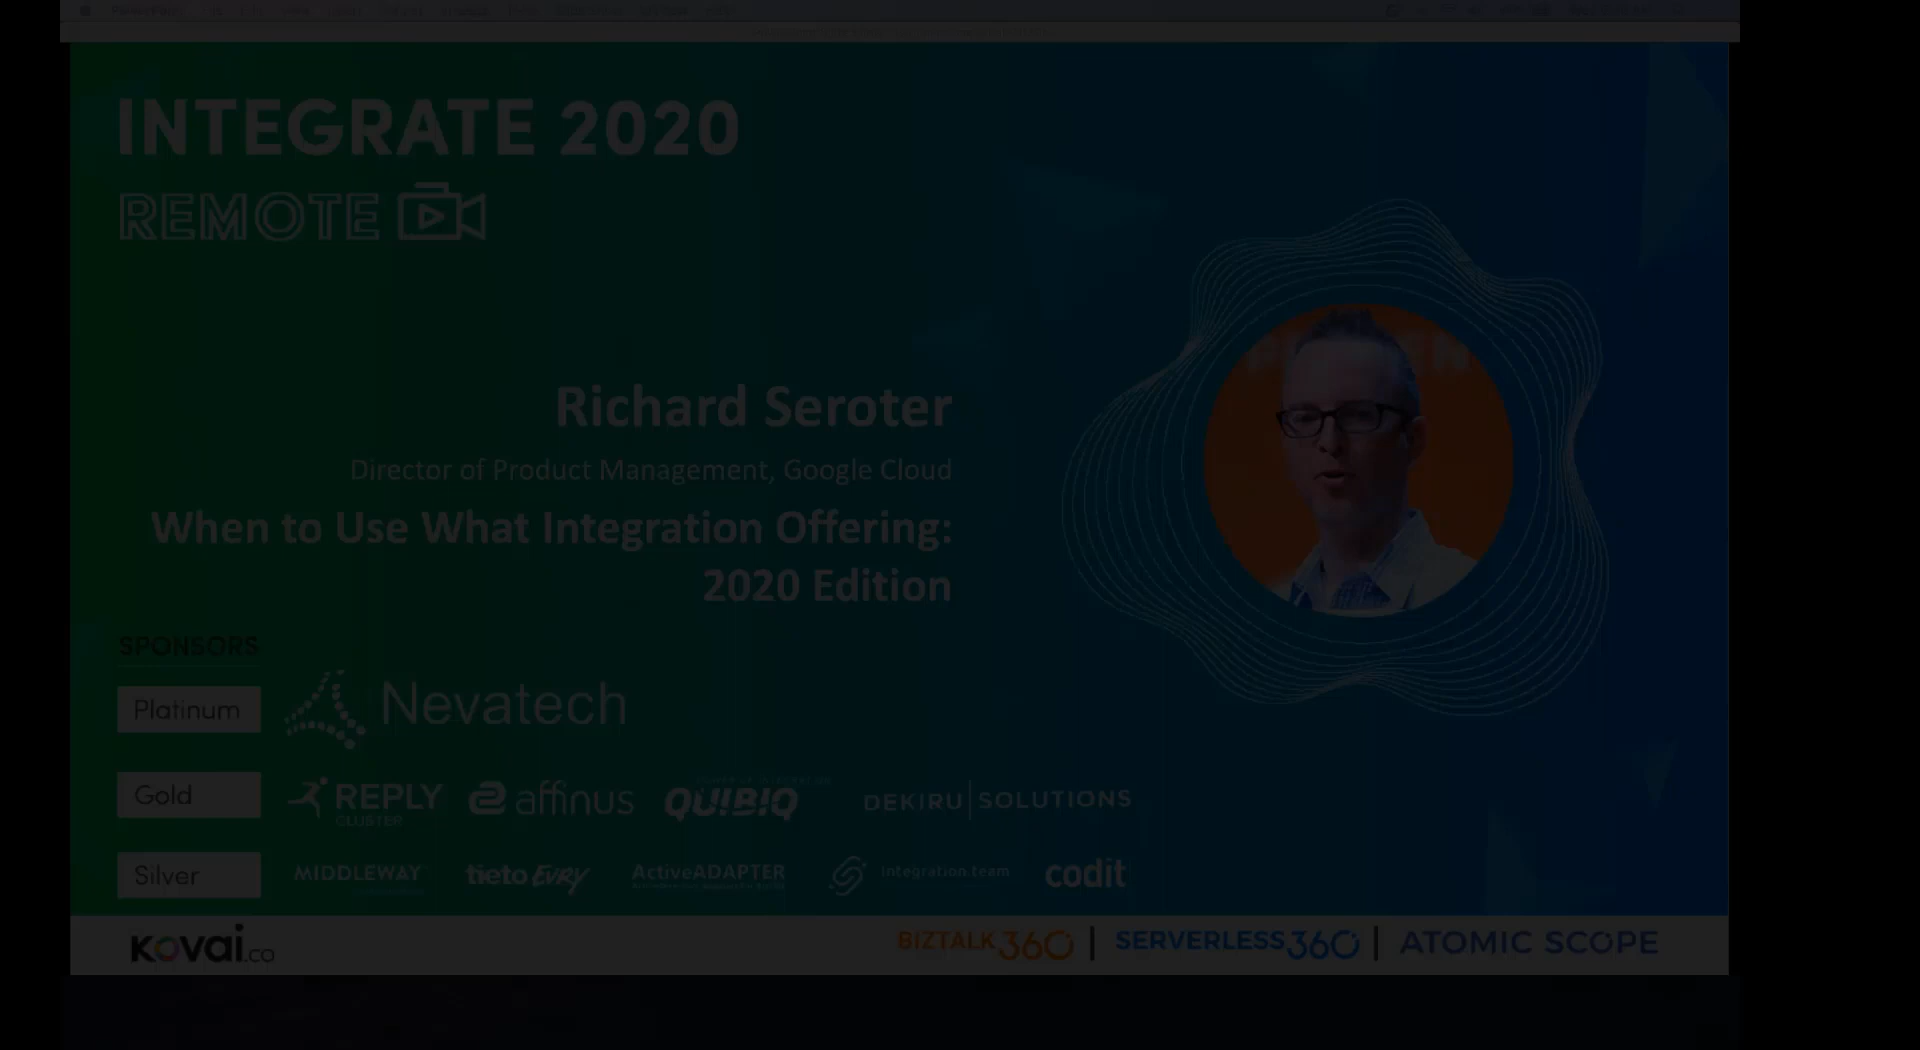 INTEGRATE 2020
REMOTE
Richard Seroter
Director of Product Management, Google Cloud
When to Use What Integration Offering:
2020 Edition
SPONSORS
Platinum
Nevatech
Gold
REPLY
CLUSTER
affinus
QUIBIQ
DEKIRU | SOLUTIONS
Silver
MIDDLEWAY
tieto EVRY
ActiveADAPTER
integration.team
codit
kovai.co
BIZTALK360 | SERVERLESS360 | ATOMIC SCOPE